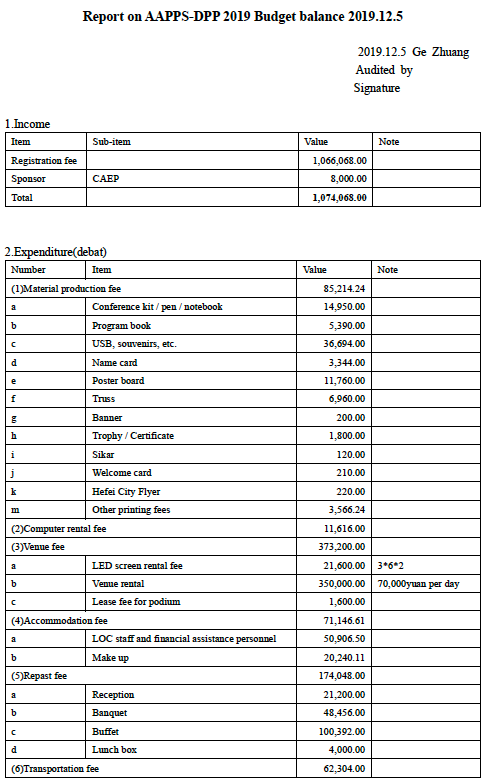 Report on AAPPS-DPP 2019 Budget balance 2019.12.5
2019.12.5 Ge Zhuang
Audited by
Signature
1.Income
Item Sub-item Value Note
Registration fee 1,066,068.00
Sponsor CAEP 8,000.00
Total 1,074,068.00
2.Expenditure(debat)
Number Item Value Note
(1)Material production fee 85,214.24
a Conference kit / pen / notebook 14,950.00
b Program book 5,390.00
c USB, souvenirs, etc. 36,694.00
d Name card 3,344.00
e Poster board 11,760.00
f Truss 6,960.00
g Banner 200.00
h Trophy / Certificate 1,800.00
i Sikar 120.00
j Welcome card 210.00
k Hefei City Flyer 220.00
m Other printing fees 3,566.24
(2)Computer rental fee 11,616.00
(3)Venue fee 373,200.00
a LED screen rental fee 21,600.00 3*6*2
b Venue rental 350,000.00 70,000yuan per day
c Lease fee for podium 1,600.00
(4)Accommodation fee 71,146.61
a LOC staff and financial assistance personnel 50,906.50
b Make up 20,240.11
(5)Repast fee 174,048.00
a Reception 21,200.00
b Banquet 48,456.00
c Buffet 100,392.00
d Lunch box 4,000.00
(6)Transportation fee 62,304.00